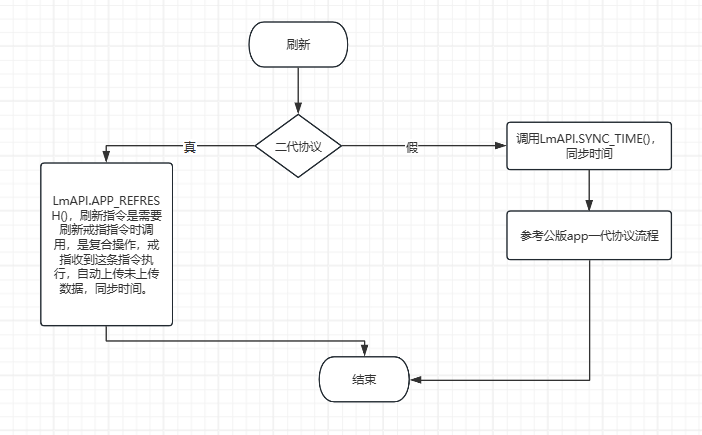 刷新
二代协议
真
假
调用LmAPI.SYNC_TIME(),
同步时间
LmAPI.APP_REFRES
H(), 刷新指令是需要
刷新戒指指令时调
用，是复合操作，戒
指收到这条指令执
行，自动上传未上传
数据，同步时间。
参考公版app一代协议流程
结束